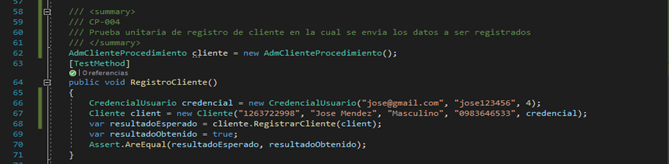 57
58 /// <summary>
59 /// CP-004
60 /// Prueba unitaria de registro de cliente en la cual se envia los datos a ser registrados
61 /// </summary>
62 AdmClienteProcedimiento cliente = new AdmClienteProcedimiento();
63 [TestMethod]
0 referencias
64 public void RegistroCliente()
65 {
66 CredencialUsuario credencial = new CredencialUsuario("jose@gmail.com", "jose123456", 4);
67 Cliente client = new Cliente("1263722998", "Jose Mendez", "Masculino", "0983646533", credencial);
68 var resultadoEsperado = cliente.RegistrarCliente(client);
69 var resultadoObtenido = true;
70 Assert.AreEqual(resultadoEsperado, resultadoObtenido);
71 }